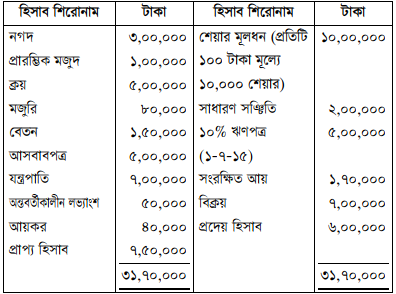 হিসাব শিরোনাম টাকা হিসাব শিরোনাম টাকা
নগদ ৩,০০,০০০ শেয়ার মূলধন (প্রতিটি ১০,০০,০০০
প্রারম্ভিক মজুদ ১,০০,০০০ ১০০ টাকা মূল্যে
ক্রয় ৫,০০,০০০ ১০,০০০ শেয়ার)
মজুরি ৮০,০০০ সাধারণ সঞ্চিতি ২,০০,০০০
বেতন ১,৫০,০০০ ১০% ঋণপত্র ৫,০০,০০০
আসবাবপত্র ৫,০০,০০০ (১-৭-১৫)
যন্ত্রপাতি ৭,০০,০০০ সংরক্ষিত আয় ১,৭০,০০০
অন্তবর্তীকালীন লভ্যাংশ ৫০,০০০ বিক্রয় ৭,০০,০০০
আয়কর ৪০,০০০ প্রদেয় হিসাব ৬,০০,০০০
প্রাপ্য হিসাব ৭,৫০,০০০
৩১,৭০,০০০ ৩১,৭০,০০০